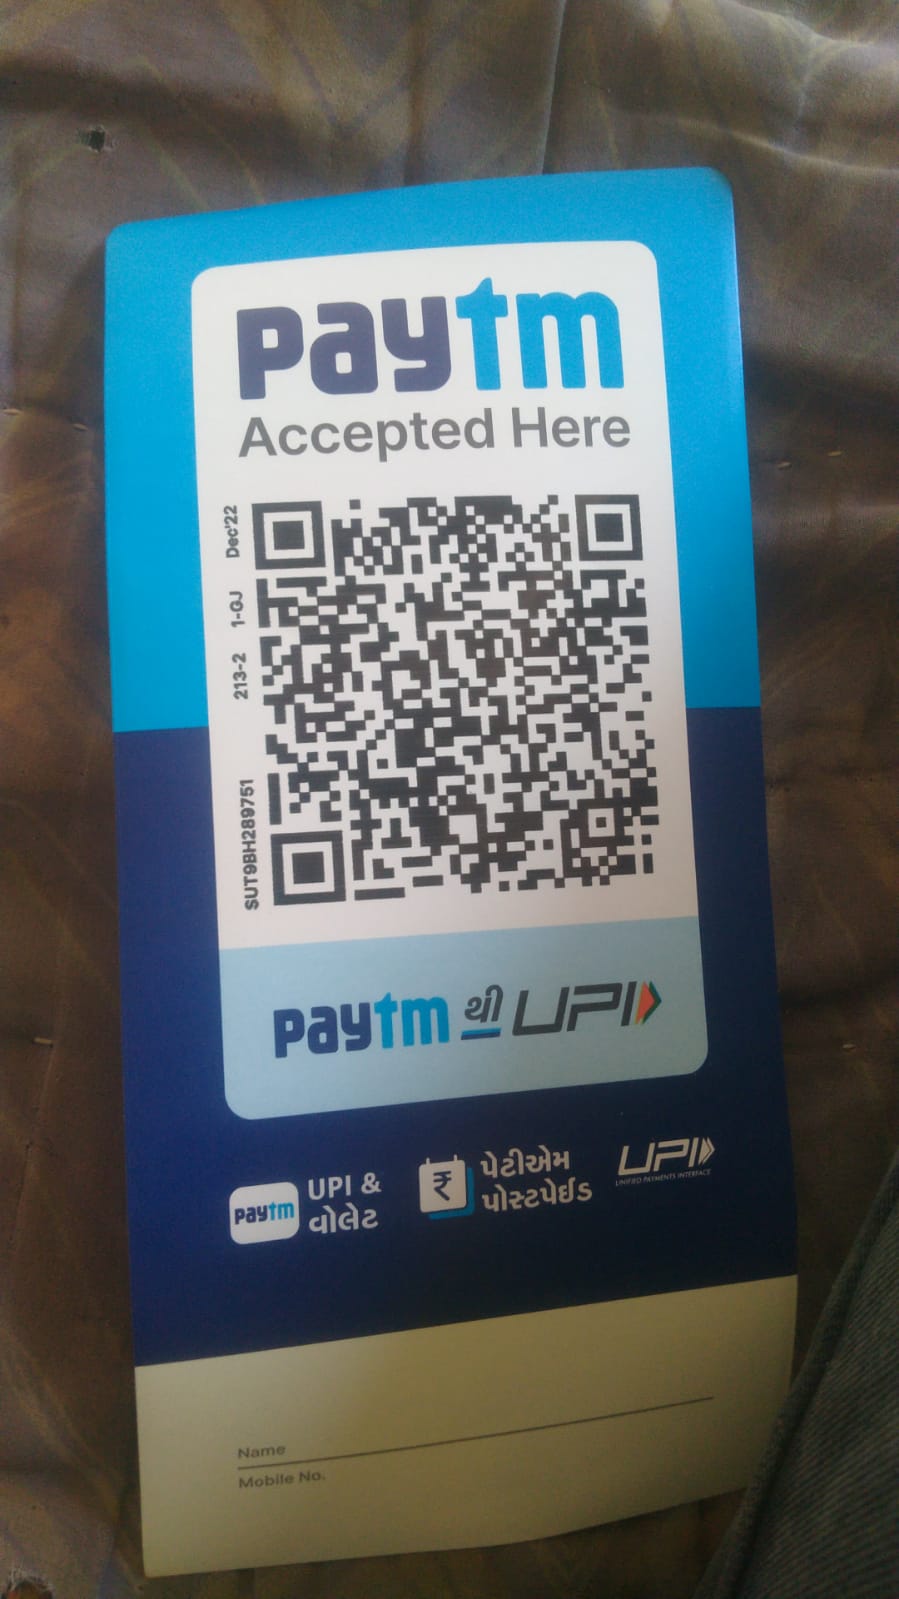 paytm
Accepted Here
SUT9BH289751 213-2 1-GJ Dec'22
paytm થી UPI
paytm UPI & વોલેટ
₹ પેટીએમ પોસ્ટપેઈડ
UPI
UNIFIED PAYMENTS INTERFACE
Name
Mobile No.